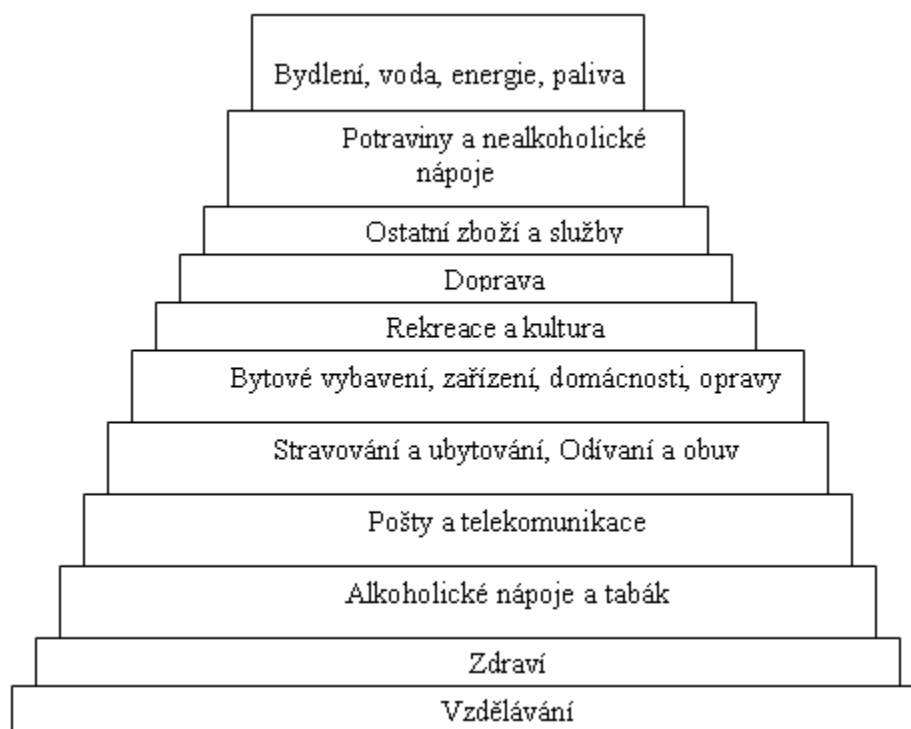 Bydlení, voda, energie, paliva
Potraviny a nealkoholické
nápoje
Ostatní zboží a služby
Doprava
Rekreace a kultura
Bytové vybavení, zařízení, domácnosti, opravy
Stravování a ubytování, Odívaní a obuv
Pošty a telekomunikace
Alkoholické nápoje a tabák
Zdraví
Vzdělávání